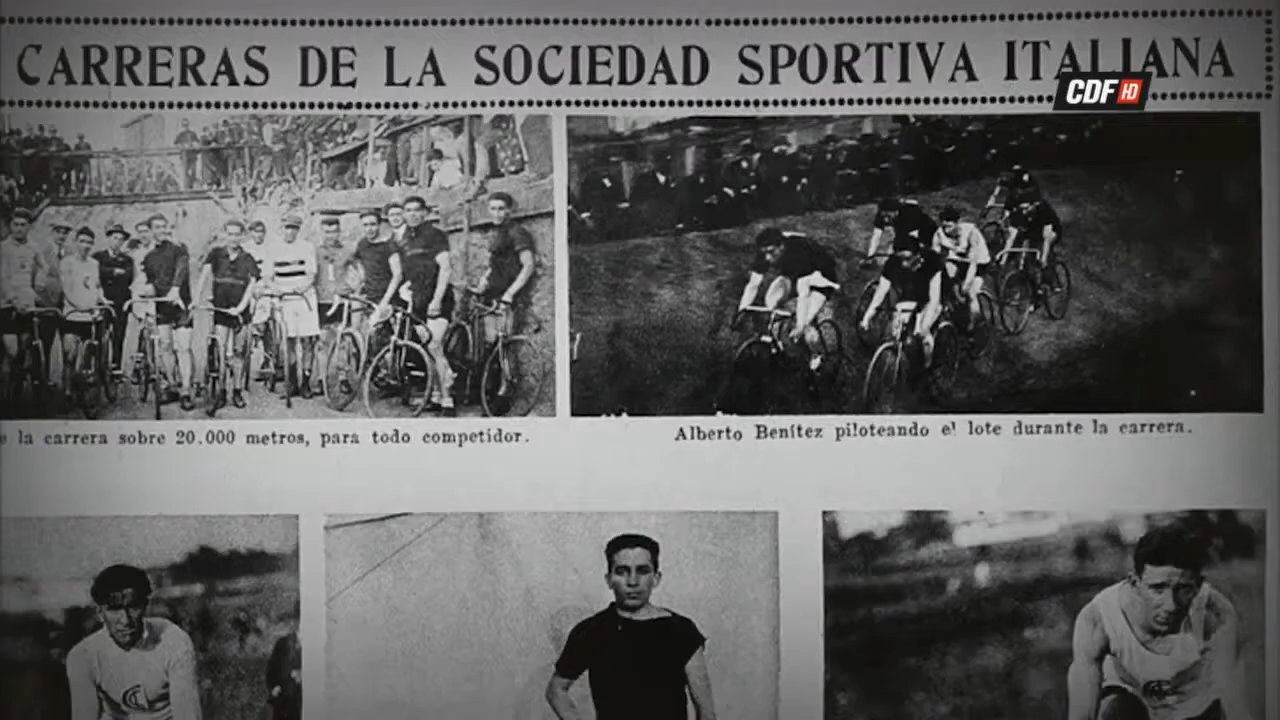 CARRERAS DE LA SOCIEDAD SPORTIVA ITALIANA
CDF HD
la carrera sobre 20.000 metros, para todo competidor.
Alberto Benítez piloteando el lote durante la carrera.